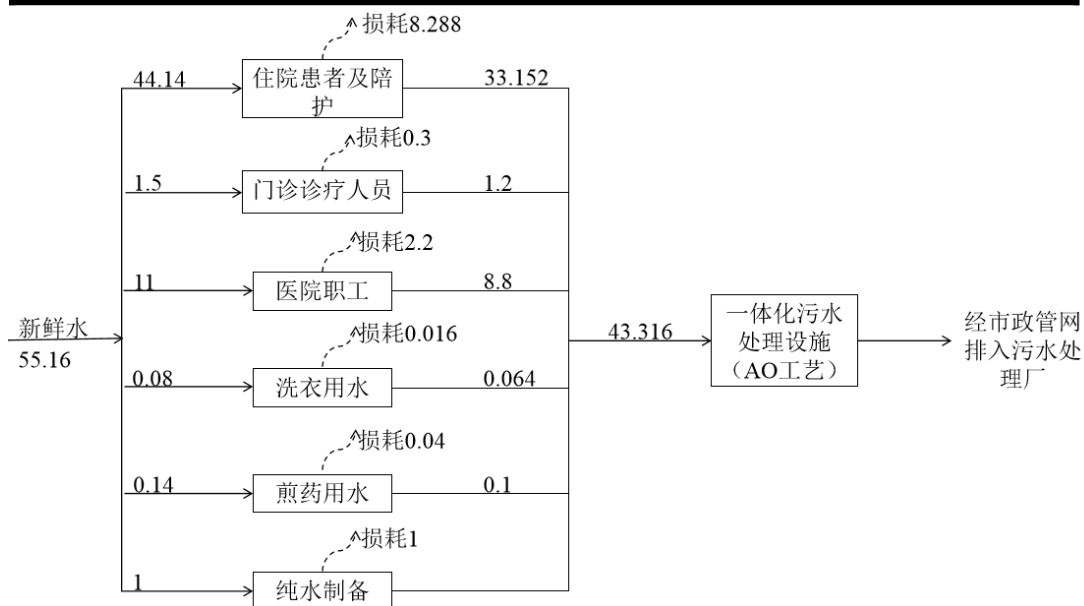 损耗8.288
44.14
住院患者及陪
护
33.152
损耗0.3
1.5
门诊诊疗人员
1.2
损耗2.2
11
医院职工
8.8
新鲜水
55.16
损耗0.016
0.08
洗衣用水
0.064
43.316
一体化污水
处理设施
（AO工艺）
经市政管网
排入污水处
理厂
损耗0.04
0.14
煎药用水
0.1
损耗1
1
纯水制备